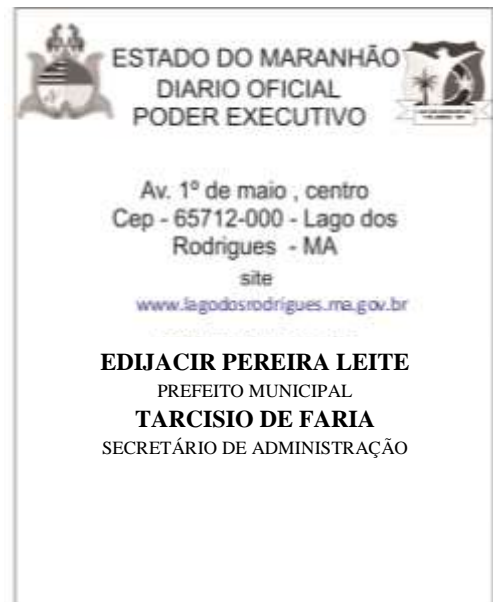 ESTADO DO MARANHÃO
DIARIO OFICIAL
PODER EXECUTIVO
Av. 1º de maio , centro
Cep - 65712-000 - Lago dos
Rodrigues - MA
site
www.lagodosrodrigues.ma.gov.br
EDIJACIR PEREIRA LEITE
PREFEITO MUNICIPAL
TARCISIO DE FARIA
SECRETÁRIO DE ADMINISTRAÇÃO